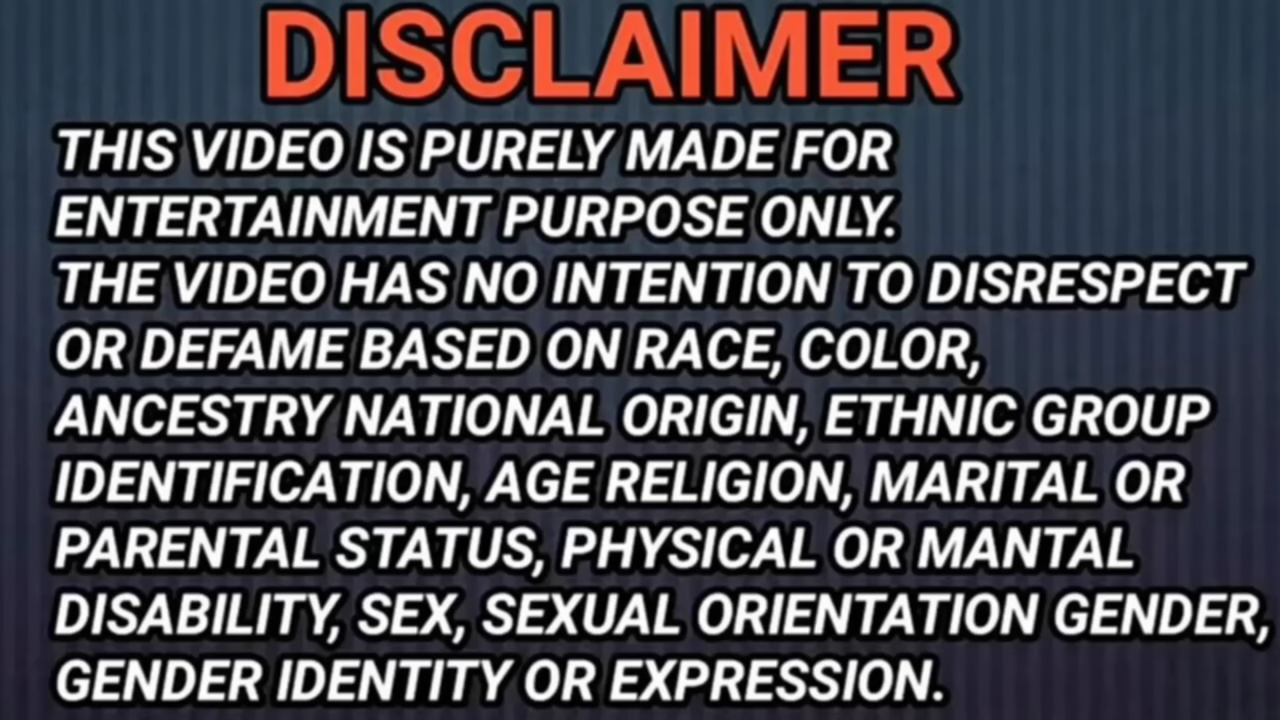 DISCLAIMER
THIS VIDEO IS PURELY MADE FOR
ENTERTAINMENT PURPOSE ONLY.
THE VIDEO HAS NO INTENTION TO DISRESPECT
OR DEFAME BASED ON RACE, COLOR,
ANCESTRY NATIONAL ORIGIN, ETHNIC GROUP
IDENTIFICATION, AGE RELIGION, MARITAL OR
PARENTAL STATUS, PHYSICAL OR MANTAL
DISABILITY, SEX, SEXUAL ORIENTATION GENDER,
GENDER IDENTITY OR EXPRESSION.